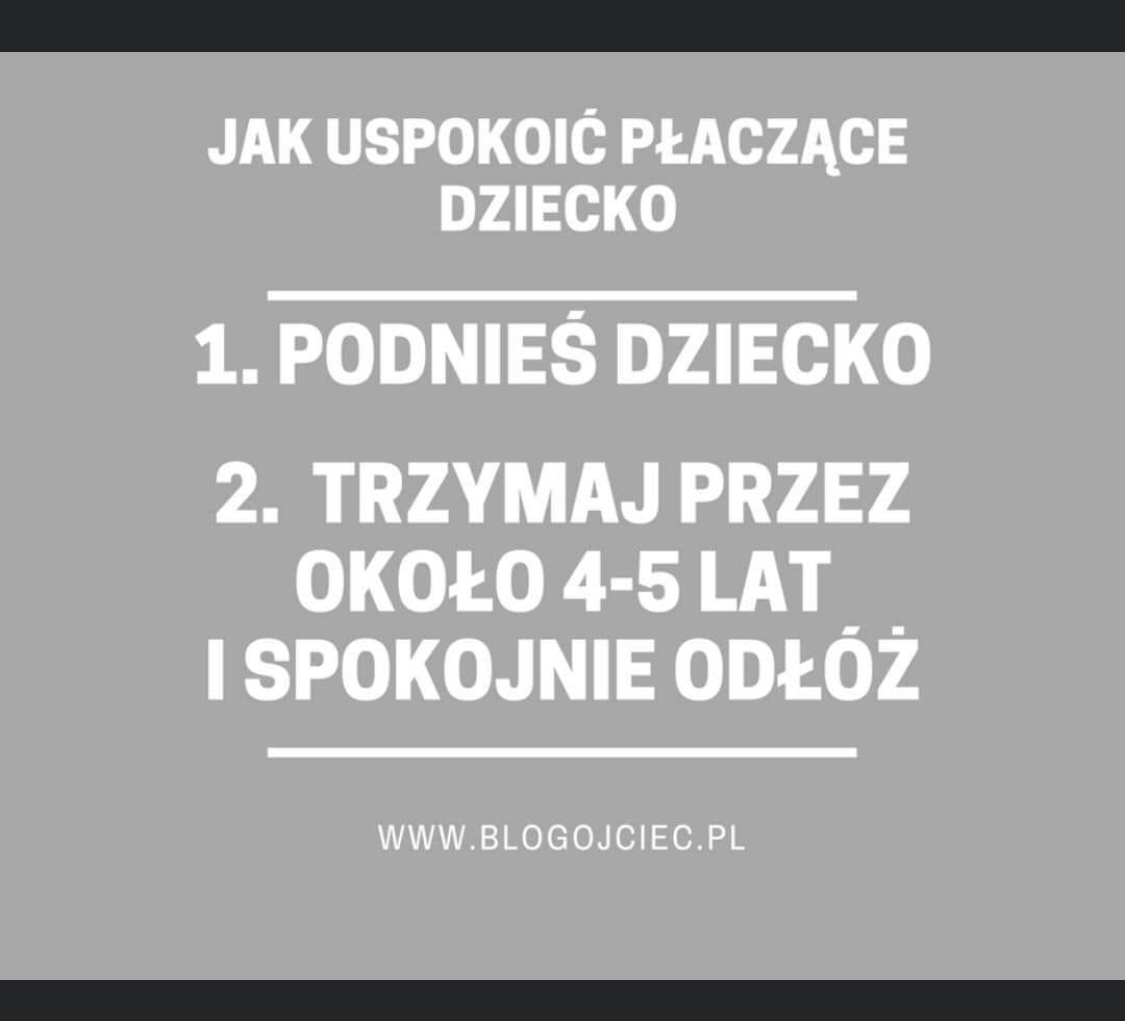 JAK USPOKOIĆ PŁACZĄCE
DZIECKO
1. PODNIEŚ DZIECKO
2. TRZYMAJ PRZEZ
OKOŁO 4-5 LAT
I SPOKOJNIE ODŁÓŻ
WWW.BLOGOJCIEC.PL